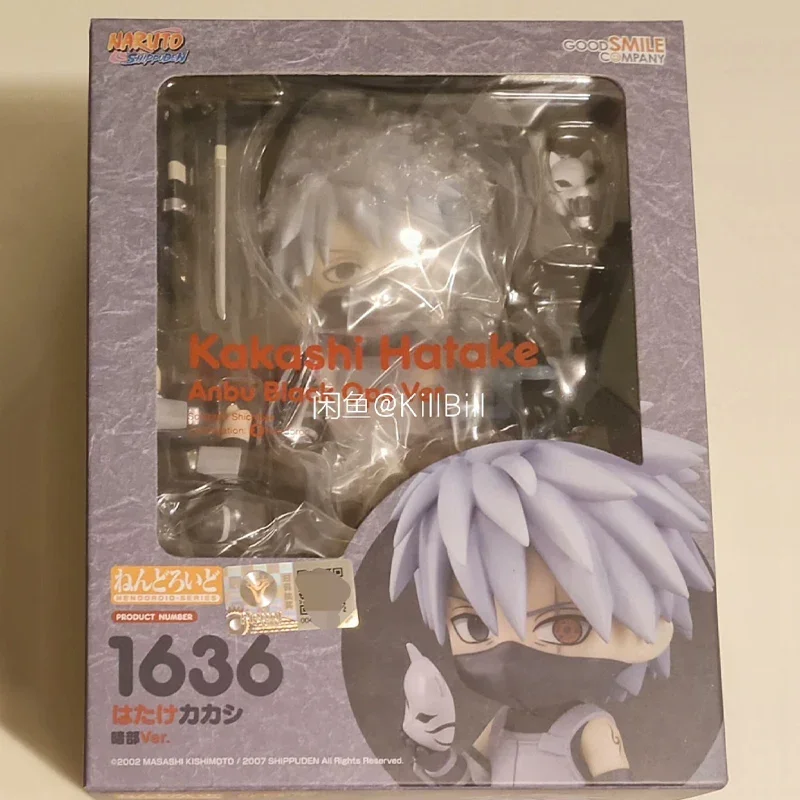 NARUTO
SHIPPUDEN
GOOD SMILE
COMPANY
Kakashi Hatake
Anbu Black Ops Ver.
闲鱼@KillBill
ねんどろいど
NENDOROID-SERIES
PRODUCT NUMBER
1636
はたけカカシ
暗部Ver.
©2002 MASASHI KISHIMOTO / 2007 SHIPPUDEN All Rights Reserved.